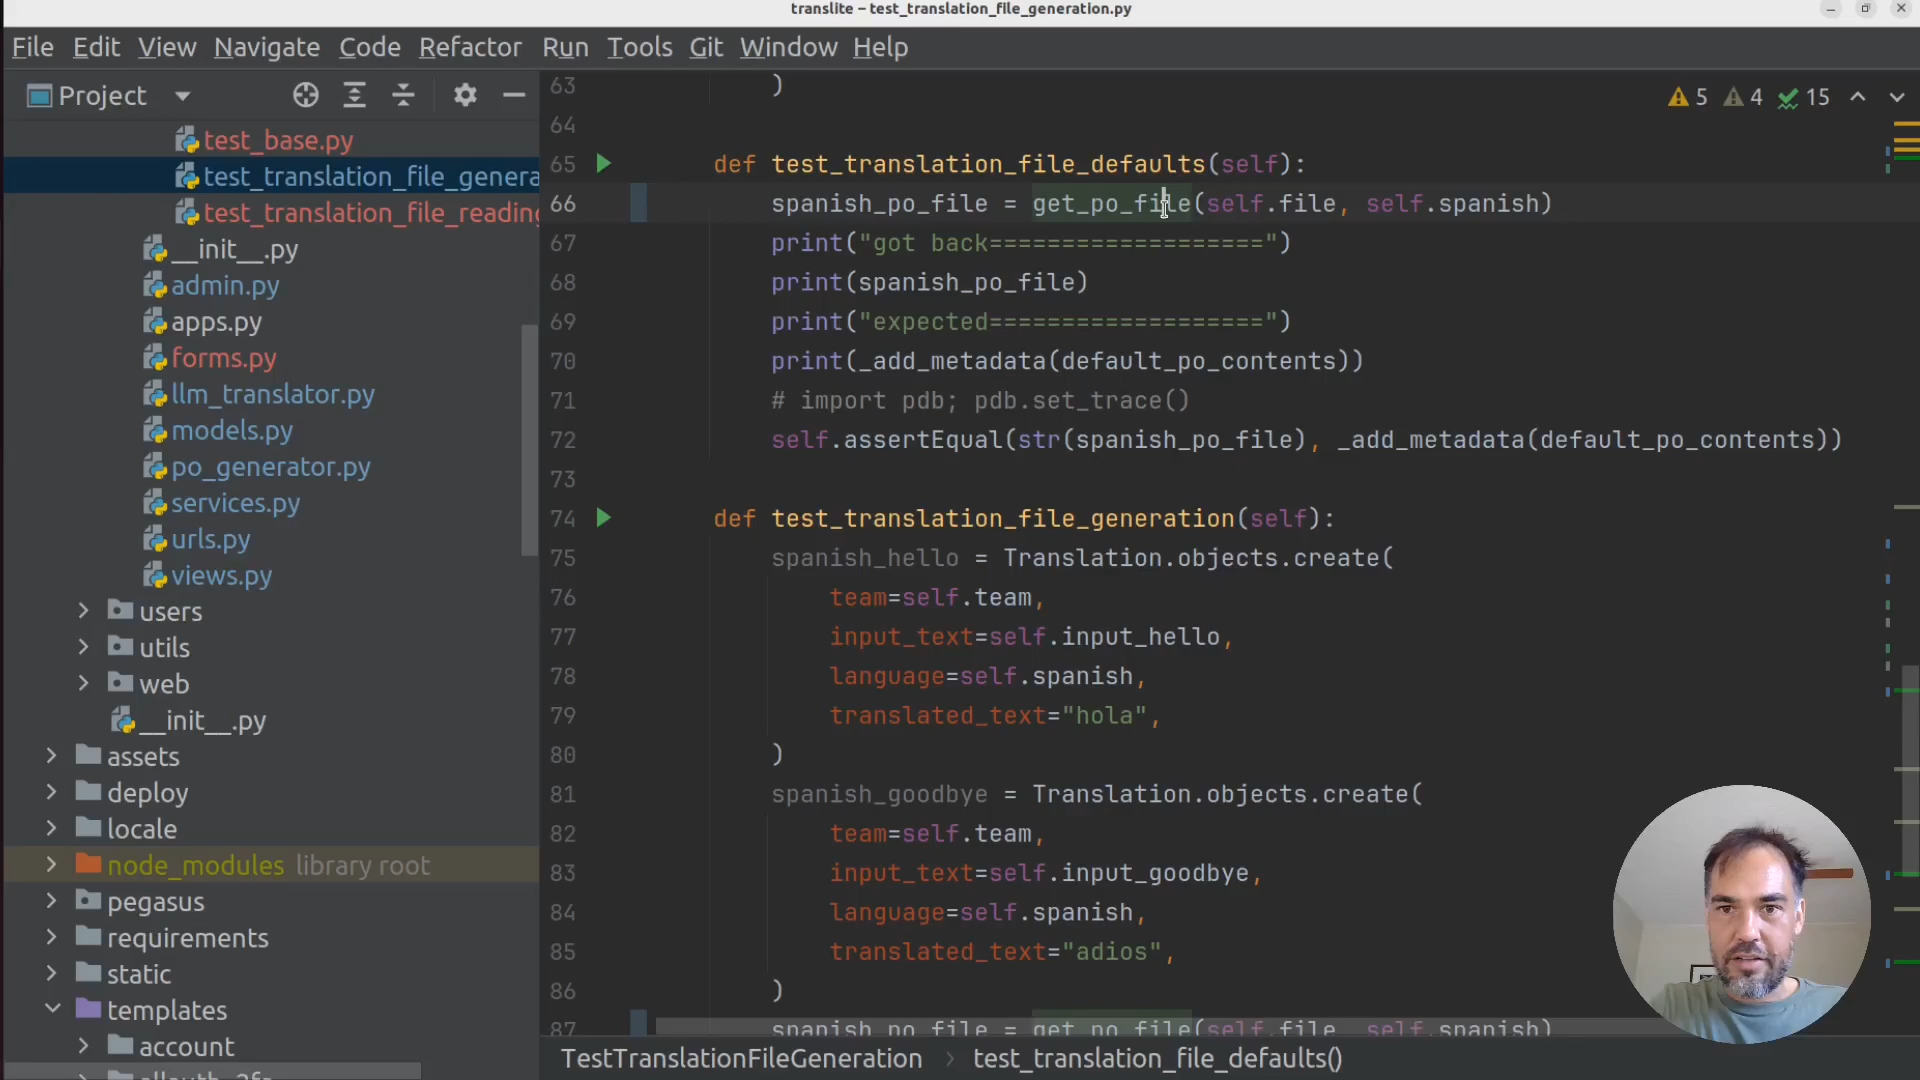 translite – test_translation_file_generation.py
File Edit View Navigate Code Refactor Run Tools Git Window Help
Project
5 4 15
test_base.py
test_translation_file_genera
test_translation_file_reading
__init__.py
admin.py
apps.py
forms.py
llm_translator.py
models.py
po_generator.py
services.py
urls.py
views.py
users
utils
web
__init__.py
assets
deploy
locale
node_modules library root
pegasus
requirements
static
templates
account
63 )
64
65 def test_translation_file_defaults(self):
66 spanish_po_file = get_po_file(self.file, self.spanish)
67 print("got back===================")
68 print(spanish_po_file)
69 print("expected===================")
70 print(_add_metadata(default_po_contents))
71 # import pdb; pdb.set_trace()
72 self.assertEqual(str(spanish_po_file), _add_metadata(default_po_contents))
73
74 def test_translation_file_generation(self):
75 spanish_hello = Translation.objects.create(
76 team=self.team,
77 input_text=self.input_hello,
78 language=self.spanish,
79 translated_text="hola",
80 )
81 spanish_goodbye = Translation.objects.create(
82 team=self.team,
83 input_text=self.input_goodbye,
84 language=self.spanish,
85 translated_text="adios",
86 )
87 spanish_po_file = get_po_file(self.file, self.spanish)
TestTranslationFileGeneration > test_translation_file_defaults()